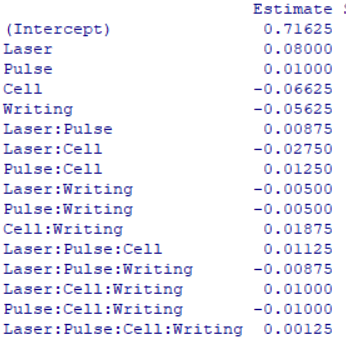 Estimate
(Intercept) 0.71625
Laser 0.08000
Pulse 0.01000
Cell -0.06625
Writing -0.05625
Laser:Pulse 0.00875
Laser:Cell -0.02750
Pulse:Cell 0.01250
Laser:Writing -0.00500
Pulse:Writing -0.00500
Cell:Writing 0.01875
Laser:Pulse:Cell 0.01125
Laser:Pulse:Writing -0.00875
Laser:Cell:Writing 0.01000
Pulse:Cell:Writing -0.01000
Laser:Pulse:Cell:Writing 0.00125